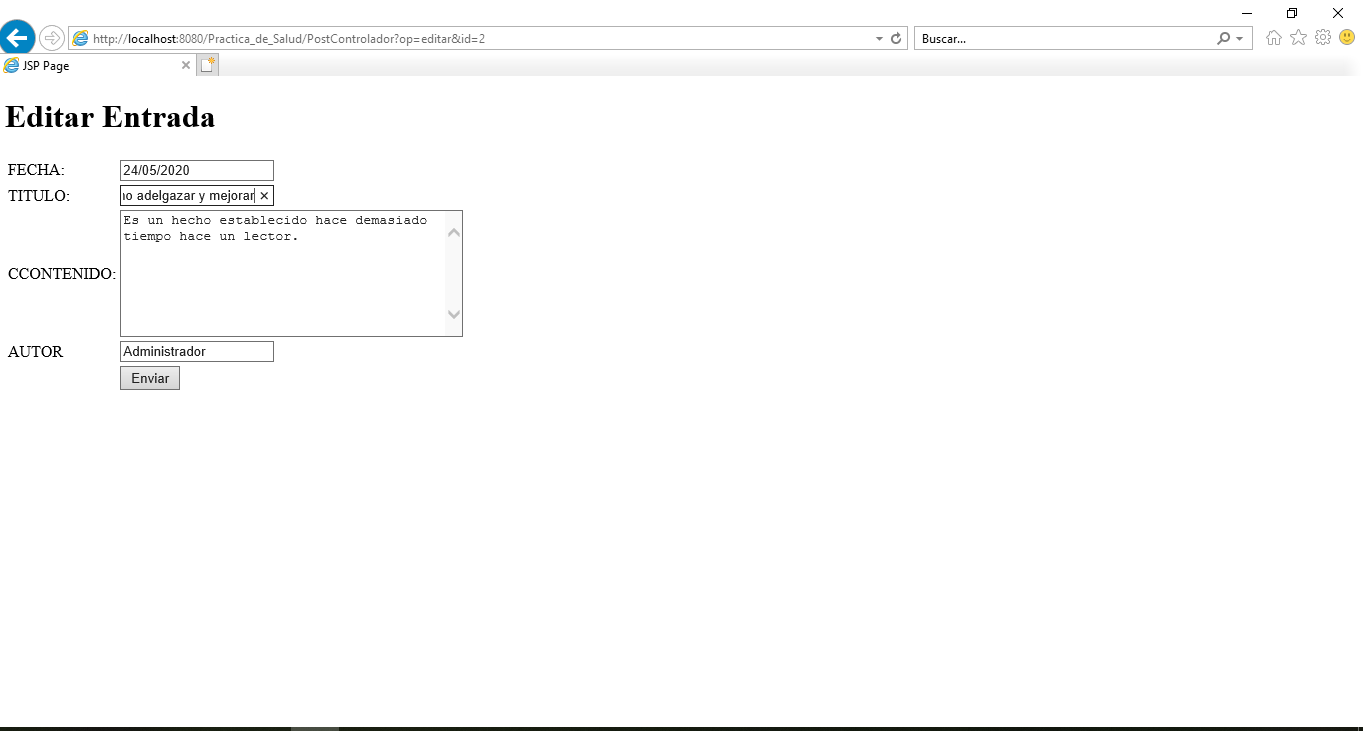 http://localhost:8080/Practica_de_Salud/PostControlador?op=editar&id=2
Buscar...
JSP Page
Editar Entrada
FECHA: 24/05/2020
TITULO: adelgazar y mejorar
Es un hecho establecido hace demasiado
tiempo hace un lector.
CCONTENIDO:
AUTOR Administrador
Enviar